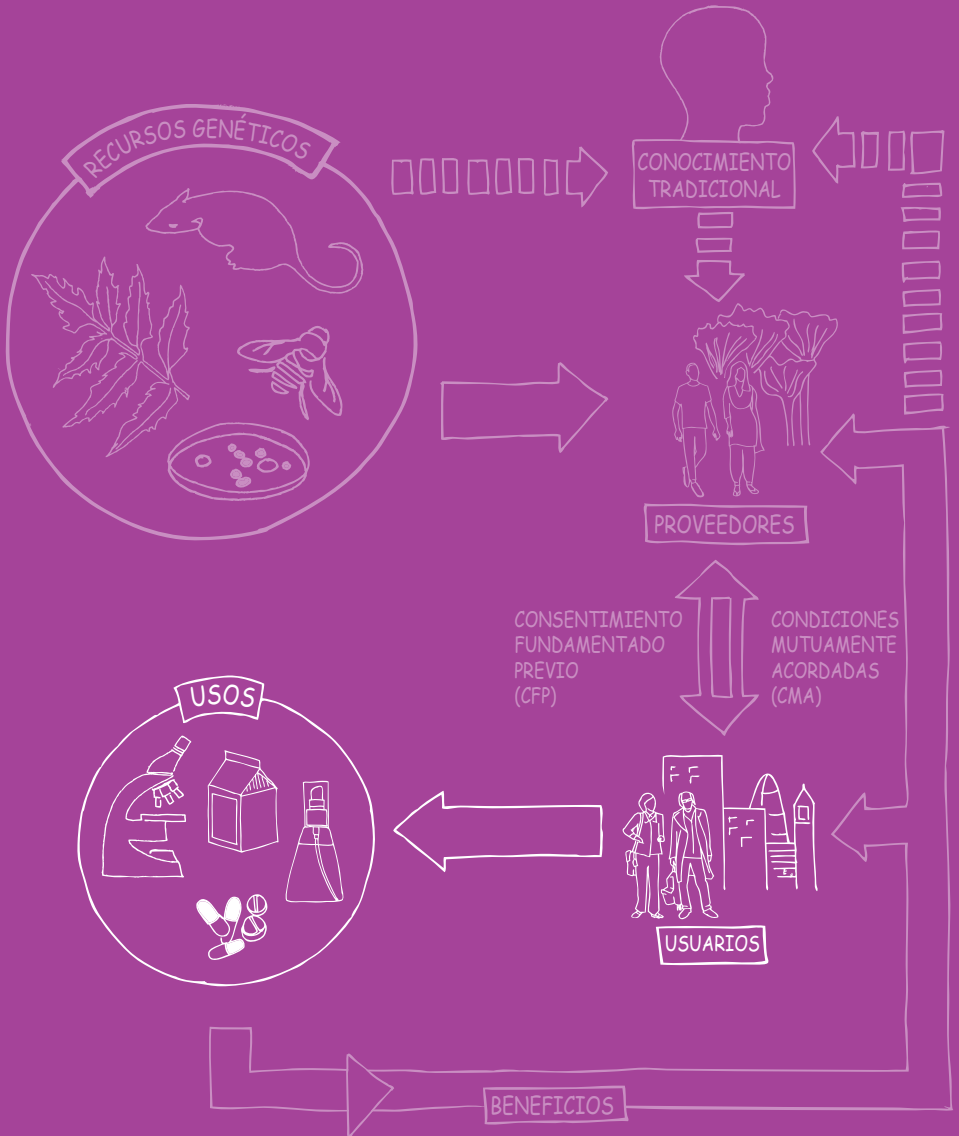 RECURSOS GENÉTICOS
CONOCIMIENTO
TRADICIONAL
PROVEEDORES
CONSENTIMIENTO
FUNDAMENTADO
PREVIO
(CFP)
CONDICIONES
MUTUAMENTE
ACORDADAS
(CMA)
USOS
USUARIOS
BENEFICIOS